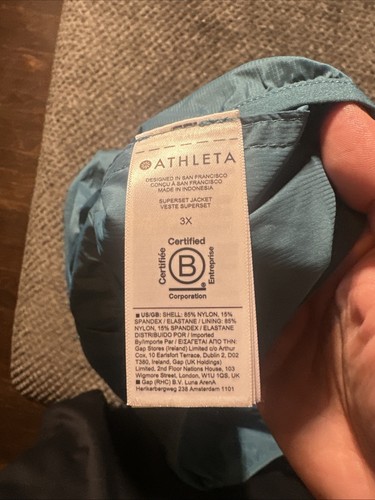 ATHLETA
DESIGNED IN SAN FRANCISCO
CONÇU À SAN FRANCISCO
MADE IN INDONESIA
SUPERSET JACKET
VESTE SUPERSET
3X
Certified
Certifiée
B
Entreprise
Corporation
US/GB: SHELL: 85% NYLON, 15%
SPANDEX / ELASTANE / LINING: 85%
NYLON, 15% SPANDEX / ELASTANE
DISTRIBUIDO POR / Imported
By/Importe Par / ΕΙΣΑΓΕΤΑΙ ΑΠΟ ΤΗΝ
Gap Stores (Ireland) Limited c/o Arthur
Cox, 10 Earlsfort Terrace, Dublin 2, D02
T380, Ireland, Gap (UK Holdings)
Limited, 2nd Floor Nations House, 103
Wigmore Street, London, W1U 1QS, UK
Gap (RHC) B.V. Luna ArenA
Herikerbergweg 238 Amsterdam 1101